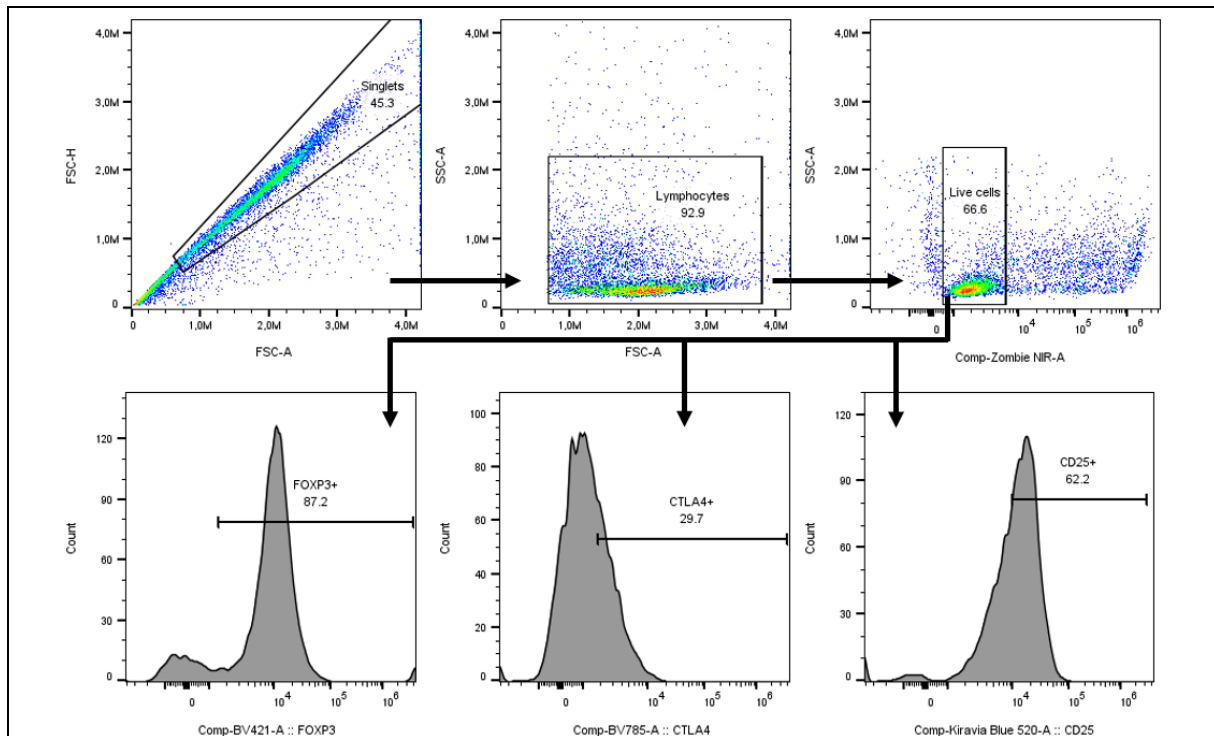 4,0M
3,0M
2,0M
1,0M
0
FSC-H
Singlets
45.3
0 1,0M 2,0M 3,0M 4,0M
FSC-A
4,0M
3,0M
2,0M
1,0M
0
SSC-A
Lymphocytes
92.9
0 1,0M 2,0M 3,0M 4,0M
FSC-A
4,0M
3,0M
2,0M
1,0M
0
SSC-A
Live cells
66.6
0 10^4 10^5 10^6
Comp-Zombie NIR-A
120
90
60
30
0
Count
FOXP3+
87.2
0 10^4 10^5 10^6
Comp-BV421-A :: FOXP3
100
80
60
40
20
0
Count
CTLA4+
29.7
0 10^4 10^5 10^6
Comp-BV785-A :: CTLA4
120
90
60
30
0
Count
CD25+
62.2
0 10^4 10^5 10^6
Comp-Kiravia Blue 520-A :: CD25